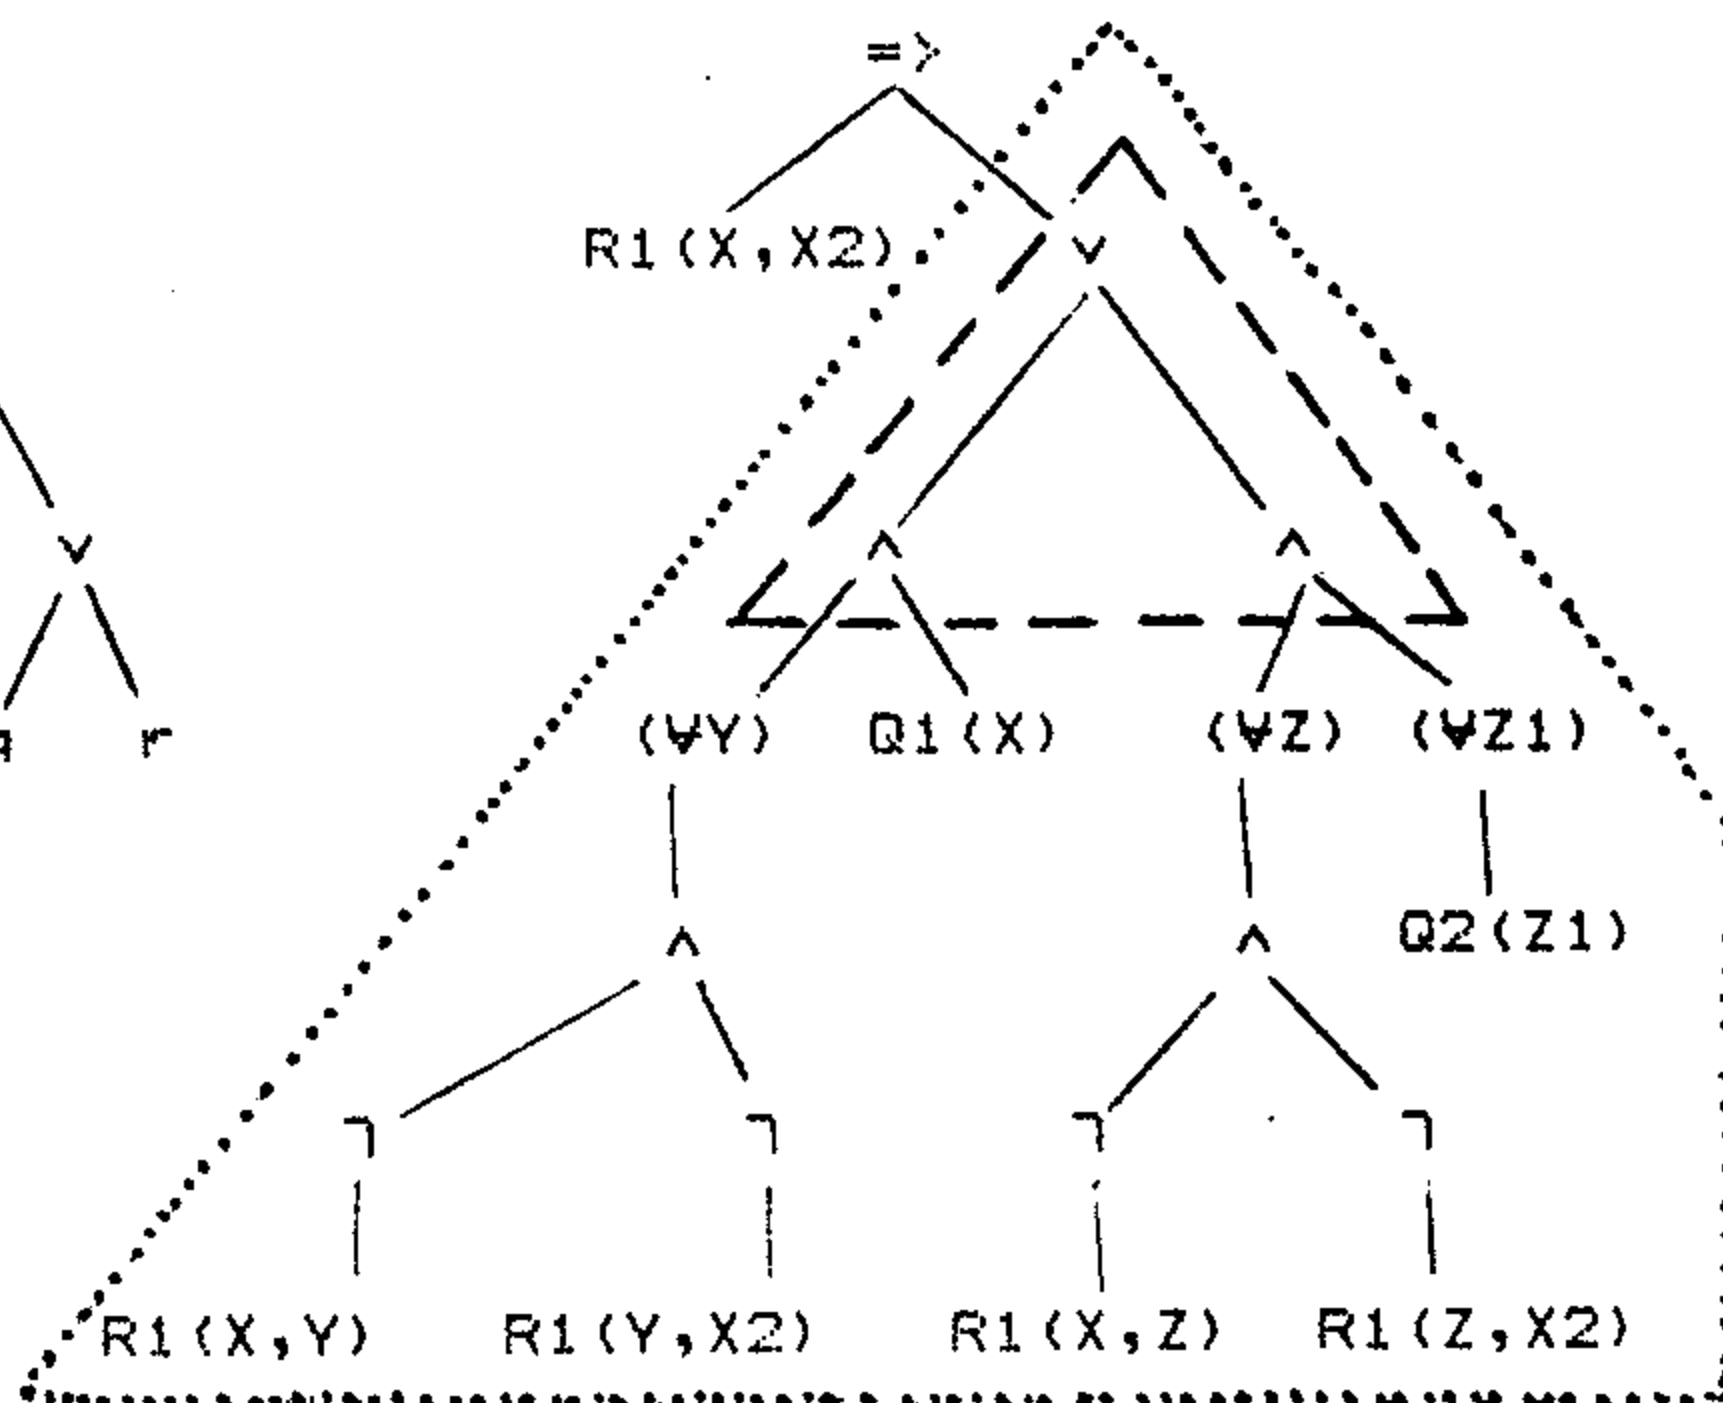 =>
R1(X,X2) ∨
∨ ∧ ∧
r (∀Y) Q1(X) (∀Z) (∀Z1)
∧ ∧ Q2(Z1)
¬ ¬ ¬ ¬
R1(X,Y) R1(Y,X2) R1(X,Z) R1(Z,X2)